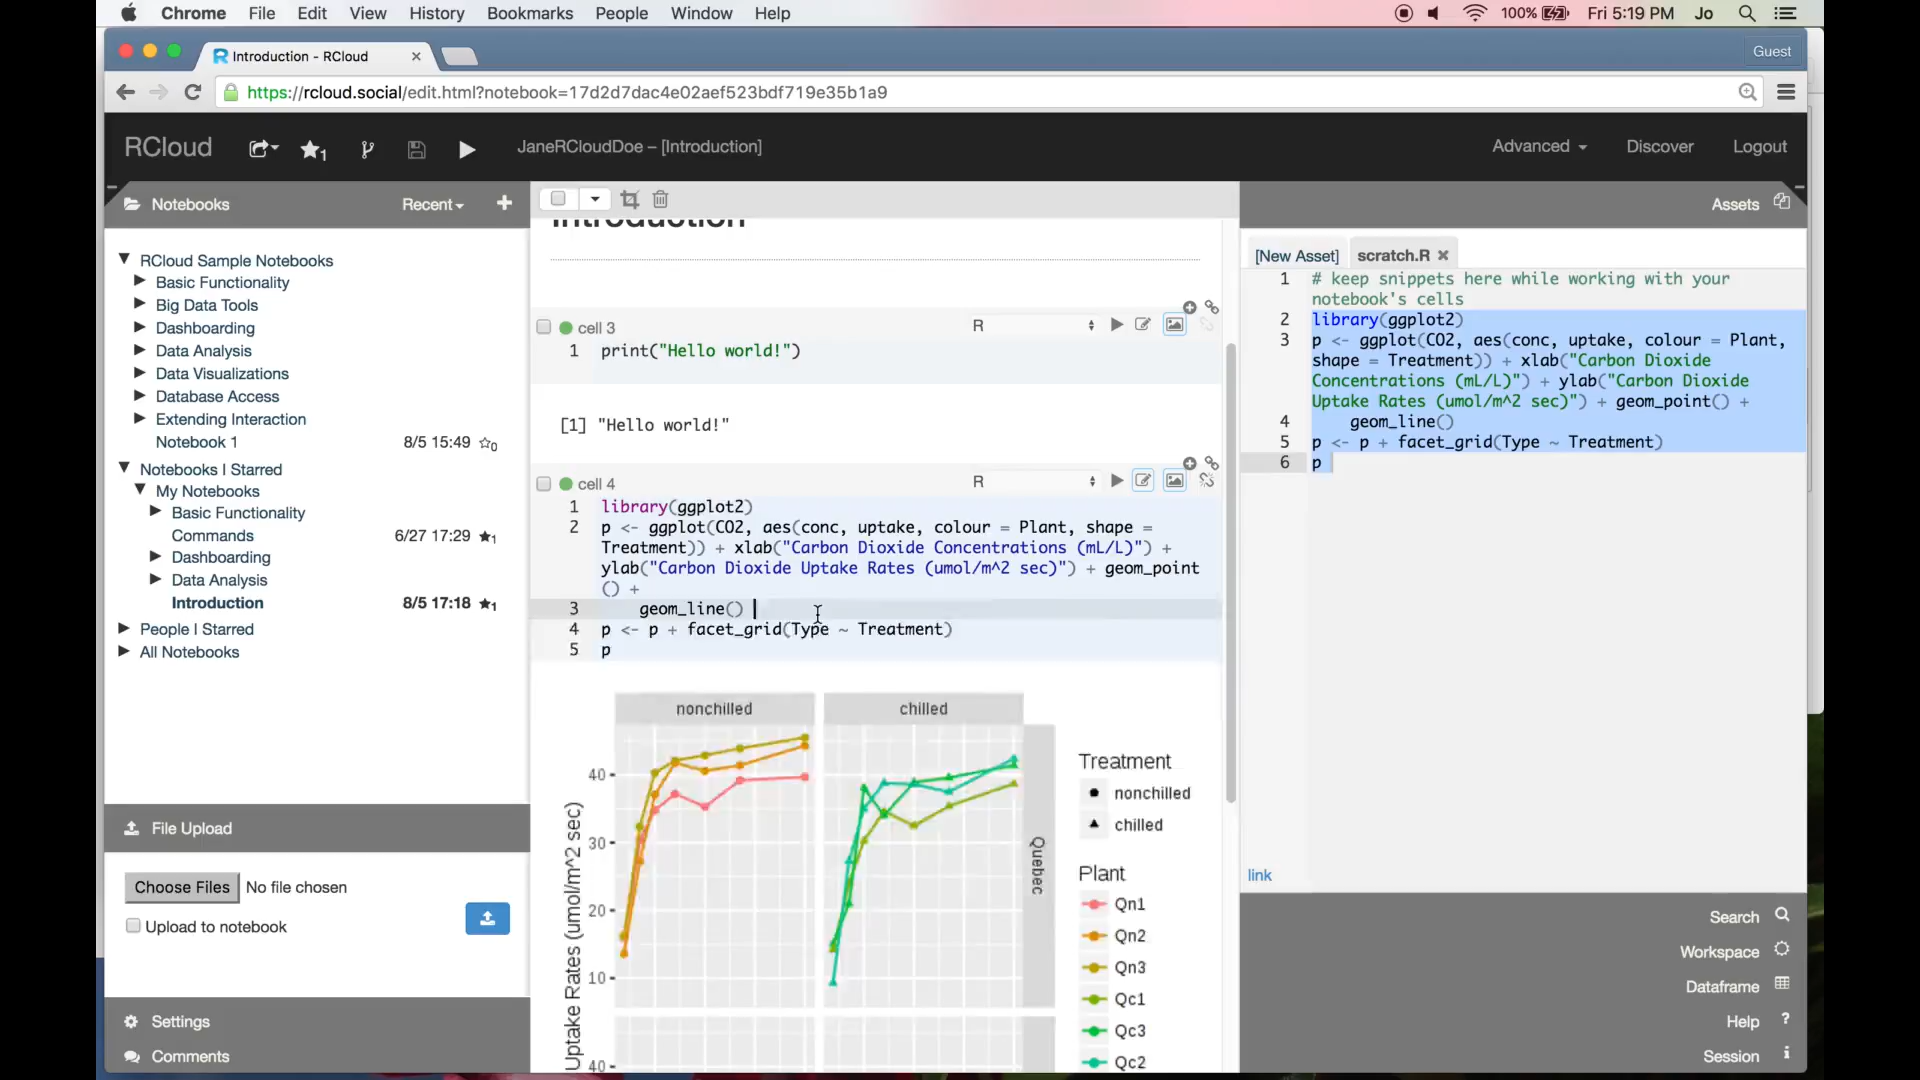 Chrome File Edit View History Bookmarks People Window Help 100% Fri 5:19 PM Jo
Introduction - RCloud Guest
https://rcloud.social/edit.html?notebook=17d2d7dac4e02aef523bdf719e35b1a9
RCloud 1 JaneRCloudDoe – [Introduction] Advanced Discover Logout
Notebooks Recent
RCloud Sample Notebooks
Basic Functionality
Big Data Tools
Dashboarding
Data Analysis
Data Visualizations
Database Access
Extending Interaction
Notebook 1 8/5 15:49 0
Notebooks I Starred
My Notebooks
Basic Functionality
Commands 6/27 17:29 1
Dashboarding
Data Analysis
Introduction 8/5 17:18 1
People I Starred
All Notebooks
File Upload
Choose Files No file chosen
Upload to notebook
Settings
Comments
Introduction
cell 3 R
1 print("Hello world!")
[1] "Hello world!"
cell 4 R
1 library(ggplot2)
2 p <- ggplot(CO2, aes(conc, uptake, colour = Plant, shape =
Treatment)) + xlab("Carbon Dioxide Concentrations (mL/L)") +
ylab("Carbon Dioxide Uptake Rates (umol/m^2 sec)") + geom_point
() +
3 geom_line()
4 p <- p + facet_grid(Type ~ Treatment)
5 p
nonchilled chilled
40
30
20
10
40
Uptake Rates (umol/m^2 sec)
Quebec
Treatment
nonchilled
chilled
Plant
Qn1
Qn2
Qn3
Qc1
Qc3
Qc2
Assets
[New Asset] scratch.R
1 # keep snippets here while working with your
notebook's cells
2 library(ggplot2)
3 p <- ggplot(CO2, aes(conc, uptake, colour = Plant,
shape = Treatment)) + xlab("Carbon Dioxide
Concentrations (mL/L)") + ylab("Carbon Dioxide
Uptake Rates (umol/m^2 sec)") + geom_point() +
4 geom_line()
5 p <- p + facet_grid(Type ~ Treatment)
6 p
link
Search
Workspace
Dataframe
Help
Session